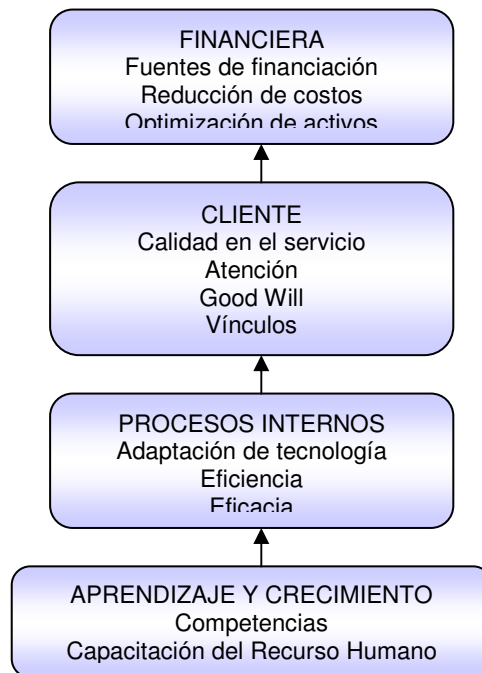 FINANCIERA
Fuentes de financiación
Reducción de costos
Optimización de activos
CLIENTE
Calidad en el servicio
Atención
Good Will
Vínculos
PROCESOS INTERNOS
Adaptación de tecnología
Eficiencia
Eficacia
APRENDIZAJE Y CRECIMIENTO
Competencias
Capacitación del Recurso Humano